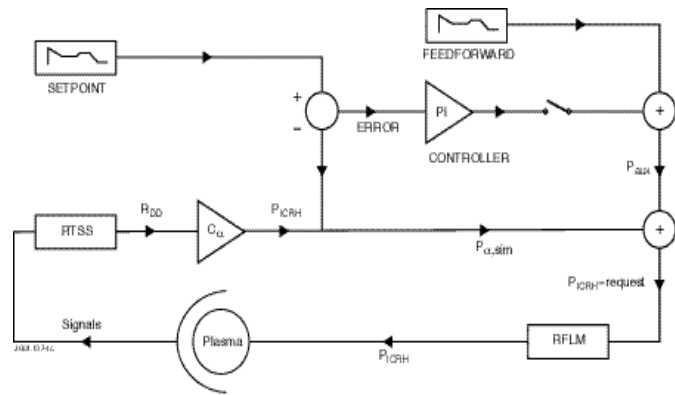 FEEDFORWARD
SETPOINT
+
−
ERROR
PI
CONTROLLER
+
Paux
RDD
PICRH
RTSS
Cα
Pα,sim
+
PICRH=request
Signals
Plasma
PICRH
RFLM